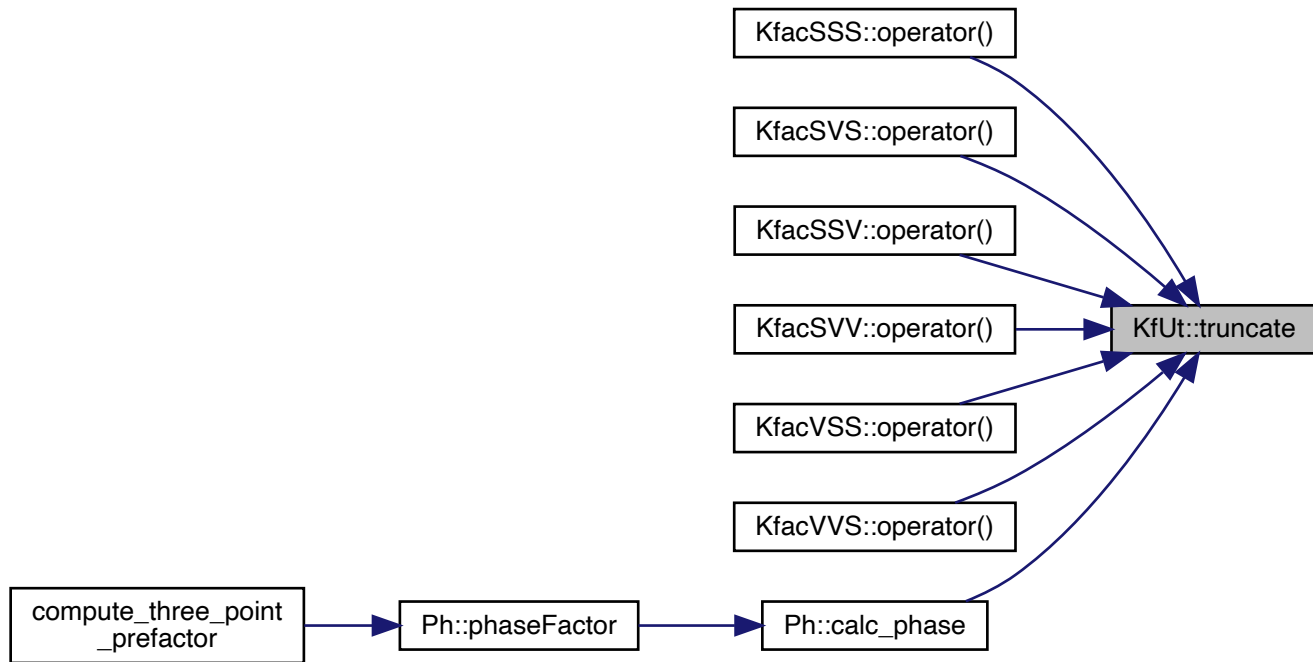 KfacSSS::operator()
KfacSVS::operator()
KfacSSV::operator()
KfacSVV::operator()
KfUt::truncate
KfacVSS::operator()
KfacVVS::operator()
compute_three_point
_prefactor
Ph::phaseFactor
Ph::calc_phase